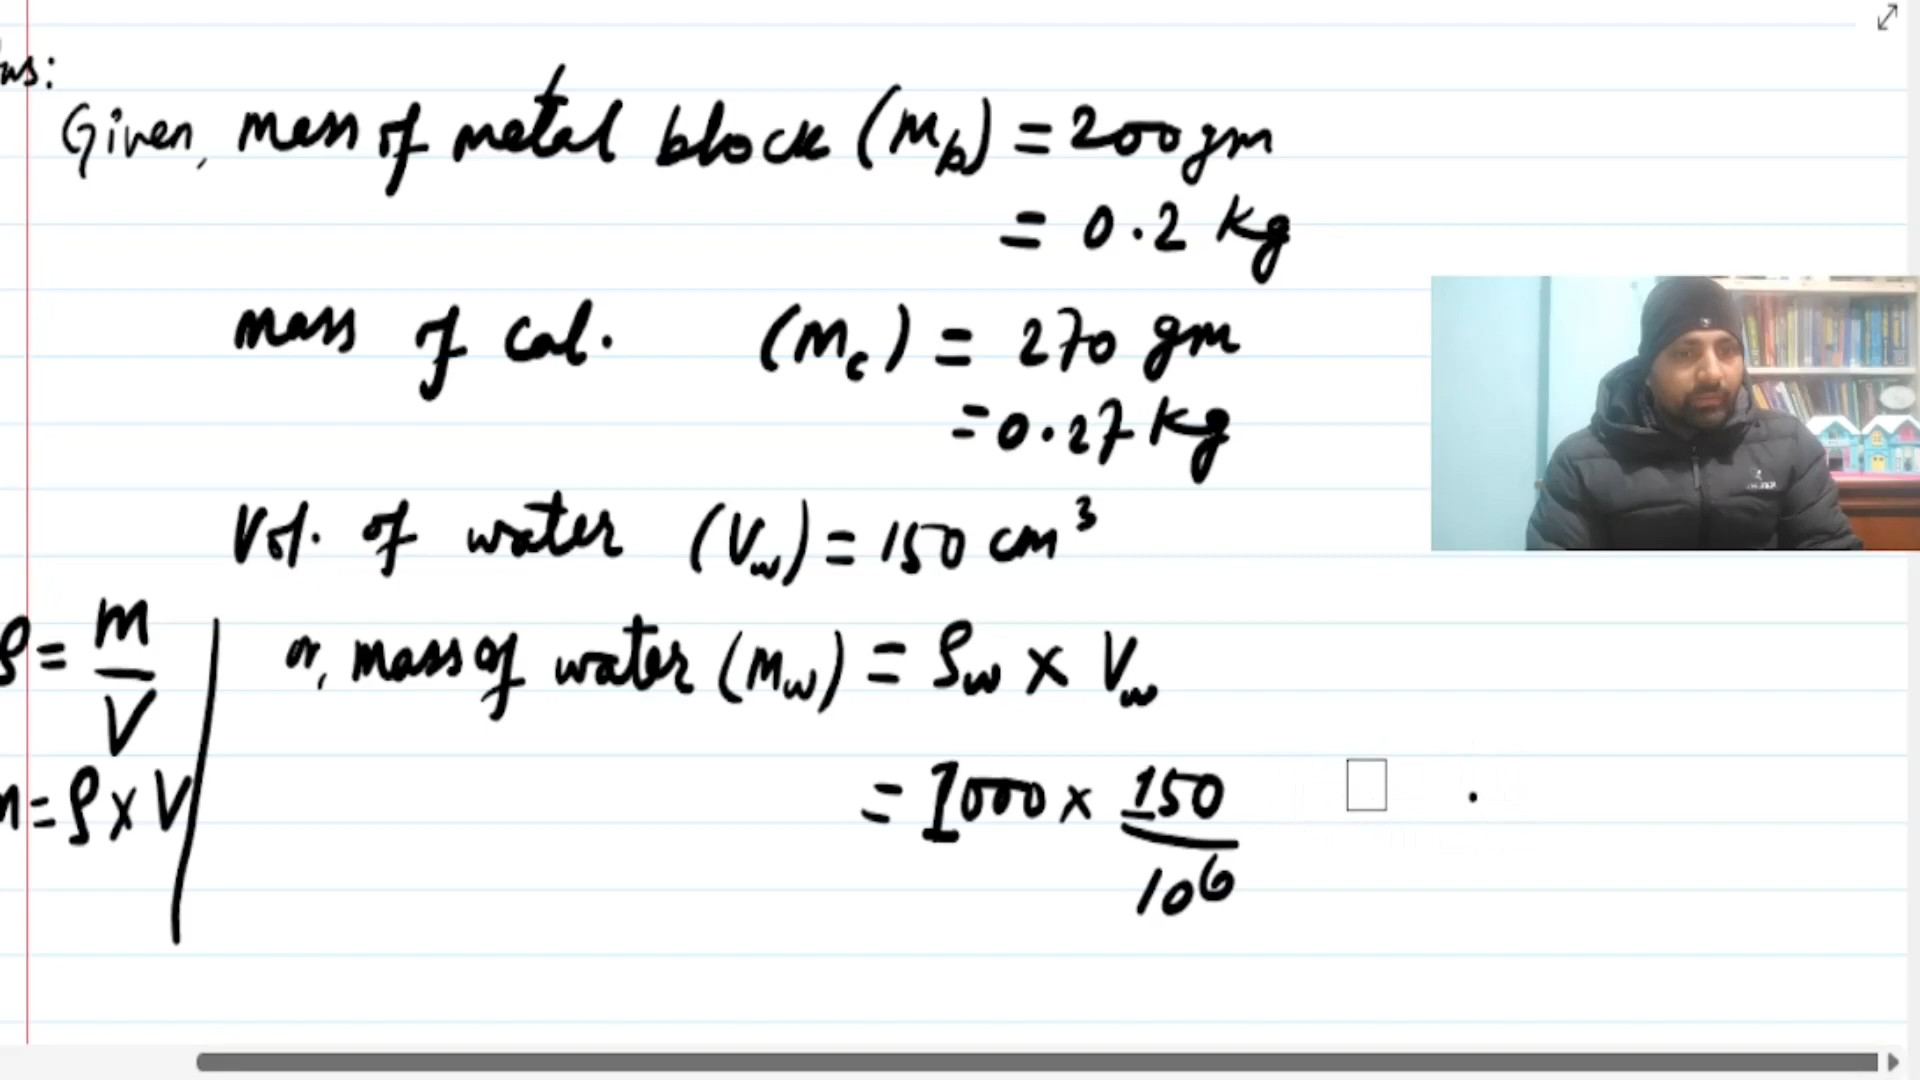 Ans:
Given, mass of metal block (m_b) = 200 gm
= 0.2 kg
mass of cal. (m_c) = 270 gm
= 0.27 kg
Vol. of water (V_w) = 150 cm³
ρ = m/V
or, mass of water (m_w) = ρ_w × V_w
m = ρ × V
= 1000 × 150/10⁶